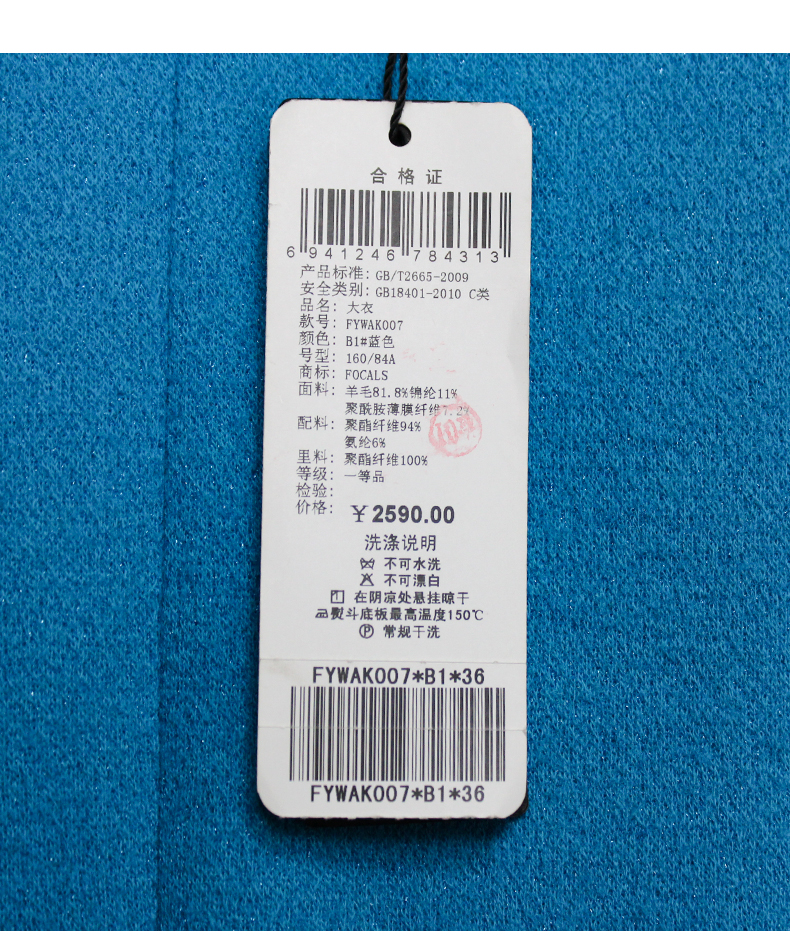 合格证
6 941246 784313
产品标准: GB/T2665-2009
安全类别: GB18401-2010 C类
品名: 大衣
款号: FYWAK007
颜色: B1#蓝色
号型: 160/84A
商标: FOCALS
面料: 羊毛81.8%锦纶11%
聚酰胺薄膜纤维7.2%
配料: 聚酯纤维94%
氨纶6%
里料: 聚酯纤维100%
等级: 一等品
检验:
价格: ¥2590.00
洗涤说明
不可水洗
不可漂白
在阴凉处悬挂晾干
熨斗底板最高温度150℃
Ⓟ 常规干洗
FYWAK007*B1*36
FYWAK007*B1*36